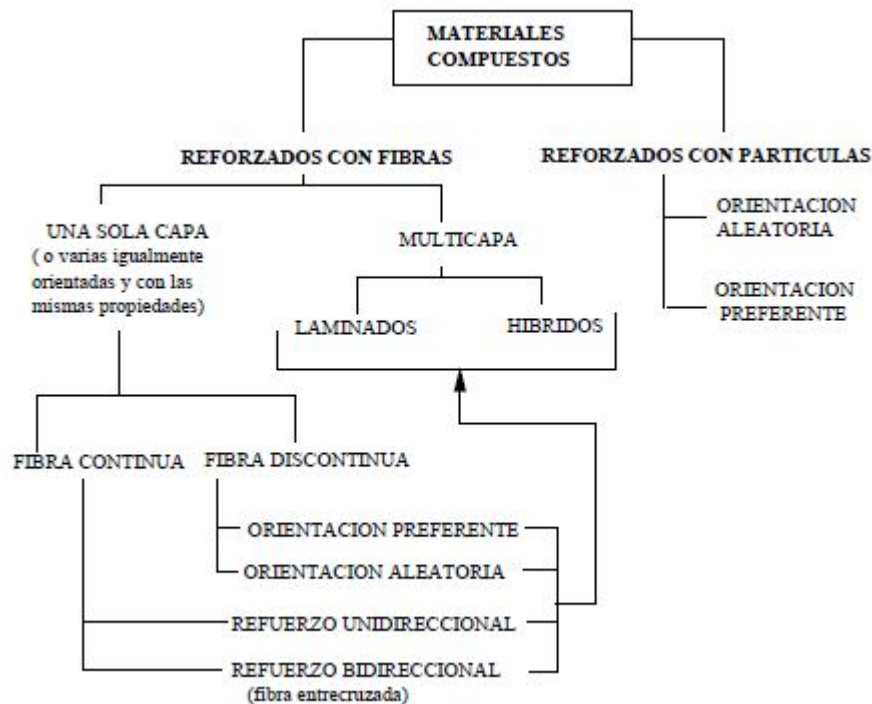 MATERIALES
COMPUESTOS
REFORZADOS CON FIBRAS
REFORZADOS CON PARTICULAS
UNA SOLA CAPA
( o varias igualmente
orientadas y con las
mismas propiedades)
MULTICAPA
ORIENTACION
ALEATORIA
ORIENTACION
PREFERENTE
LAMINADOS
HIBRIDOS
FIBRA CONTINUA
FIBRA DISCONTINUA
ORIENTACION PREFERENTE
ORIENTACION ALEATORIA
REFUERZO UNIDIRECCIONAL
REFUERZO BIDIRECCIONAL
(fibra entrecruzada)